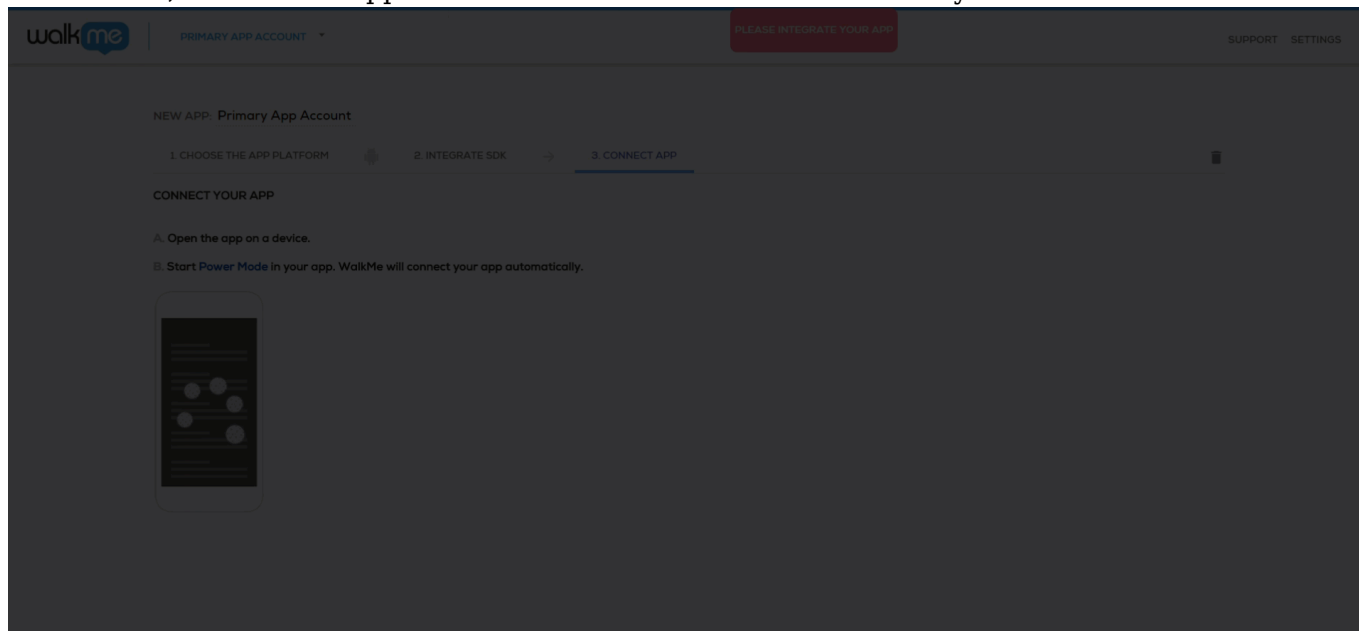 walkme
PRIMARY APP ACCOUNT
PLEASE INTEGRATE YOUR APP
SUPPORT SETTINGS
NEW APP: Primary App Account
1. CHOOSE THE APP PLATFORM
2. INTEGRATE SDK
3. CONNECT APP
CONNECT YOUR APP
A. Open the app on a device.
B. Start Power Mode in your app. WalkMe will connect your app automatically.